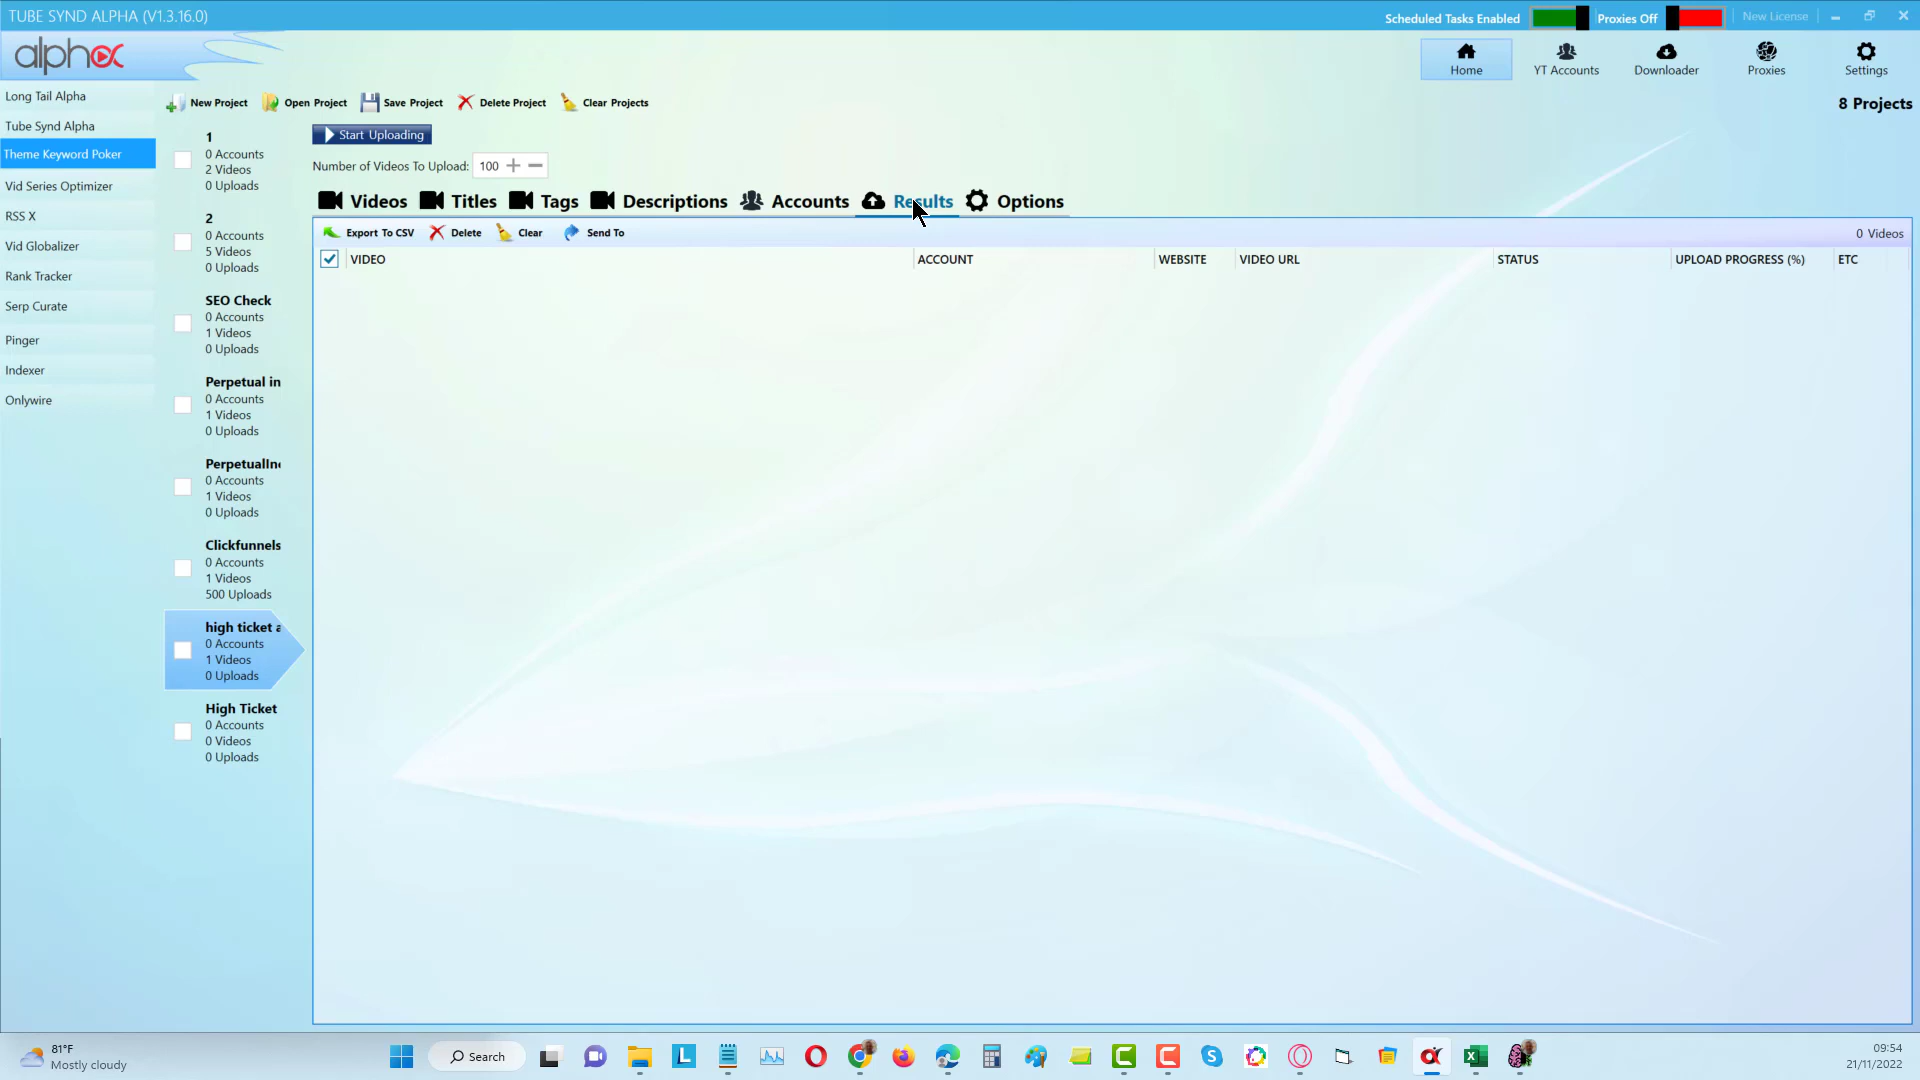 TUBE SYND ALPHA (V1.3.16.0)
Scheduled Tasks Enabled
Proxies Off
New License
alpha
Home
YT Accounts
Downloader
Proxies
Settings
8 Projects
Long Tail Alpha
Tube Synd Alpha
Theme Keyword Poker
Vid Series Optimizer
RSS X
Vid Globalizer
Rank Tracker
Serp Curate
Pinger
Indexer
Onlywire
New Project
Open Project
Save Project
Delete Project
Clear Projects
1
0 Accounts
2 Videos
0 Uploads
2
0 Accounts
5 Videos
0 Uploads
SEO Check
0 Accounts
1 Videos
0 Uploads
Perpetual in
0 Accounts
1 Videos
0 Uploads
PerpetualIn
0 Accounts
1 Videos
0 Uploads
Clickfunnels
0 Accounts
1 Videos
500 Uploads
high ticket a
0 Accounts
1 Videos
0 Uploads
High Ticket
0 Accounts
0 Videos
0 Uploads
Start Uploading
Number of Videos To Upload: 100
Videos
Titles
Tags
Descriptions
Accounts
Results
Options
Export To CSV
Delete
Clear
Send To
0 Videos
VIDEO
ACCOUNT
WEBSITE
VIDEO URL
STATUS
UPLOAD PROGRESS (%)
ETC
81°F
Mostly cloudy
Search
09:54
21/11/2022